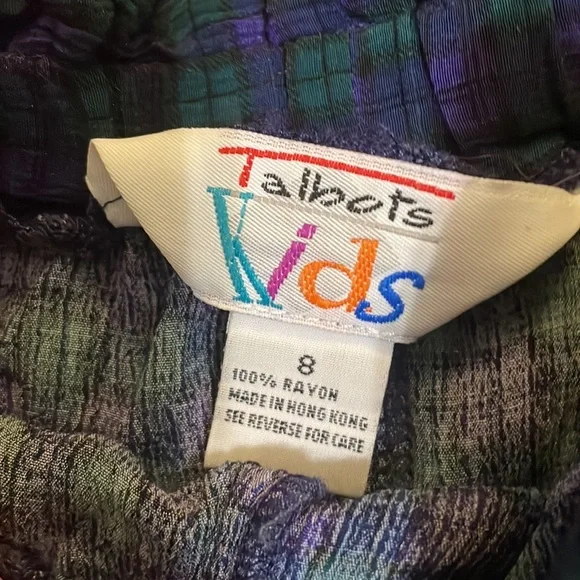 Talbots
Kids
8
100% RAYON
MADE IN HONG KONG
SEE REVERSE FOR CARE